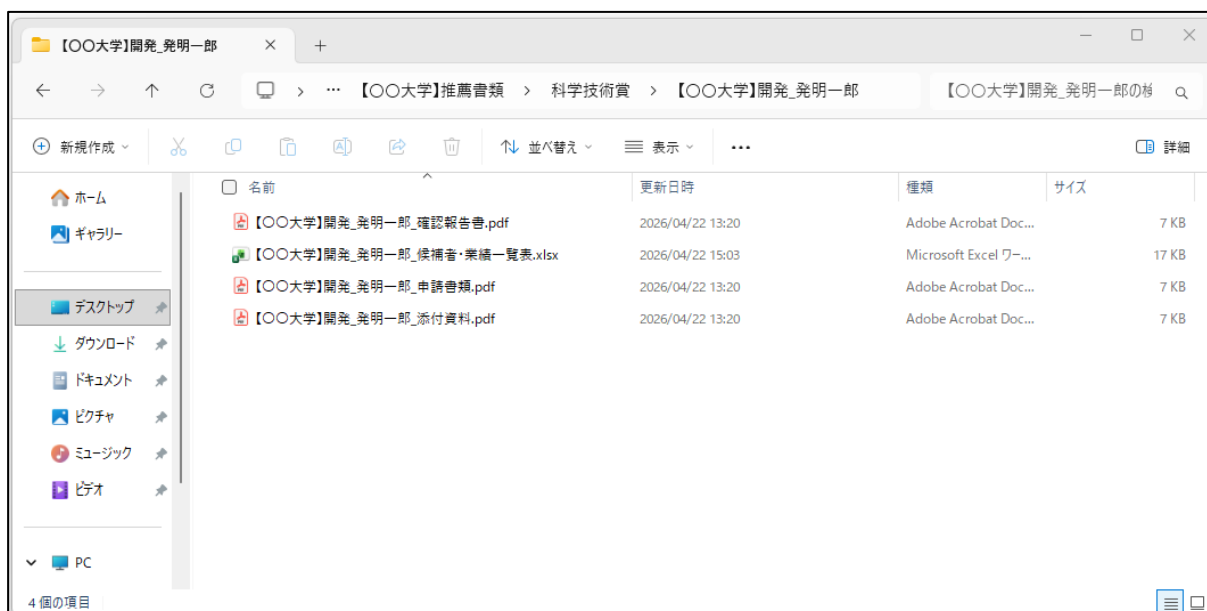 【〇〇大学】開発_発明一郎
… 【〇〇大学】推薦書類 > 科学技術賞 > 【〇〇大学】開発_発明一郎 【〇〇大学】開発_発明一郎の検
新規作成 並べ替え 表示 … 詳細
名前 更新日時 種類 サイズ
ホーム
ギャラリー
デスクトップ
ダウンロード
ドキュメント
ピクチャ
ミュージック
ビデオ
PC
【〇〇大学】開発_発明一郎_確認報告書.pdf 2026/04/22 13:20 Adobe Acrobat Doc... 7 KB
【〇〇大学】開発_発明一郎_候補者・業績一覧表.xlsx 2026/04/22 15:03 Microsoft Excel ワー... 17 KB
【〇〇大学】開発_発明一郎_申請書類.pdf 2026/04/22 13:20 Adobe Acrobat Doc... 7 KB
【〇〇大学】開発_発明一郎_添付資料.pdf 2026/04/22 13:20 Adobe Acrobat Doc... 7 KB
4 個の項目